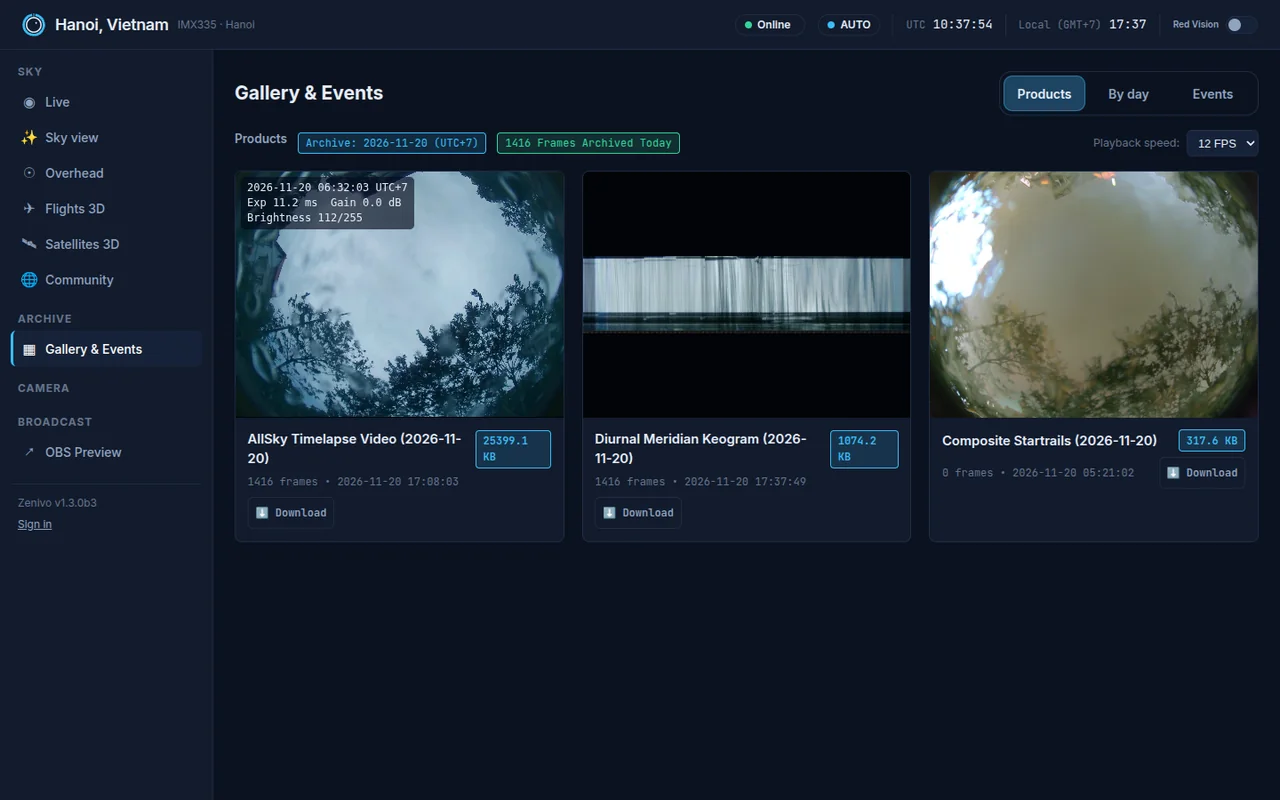 Hanoi, Vietnam IMX335 · Hanoi
Online
AUTO
UTC 10:37:54
Local (GMT+7) 17:37
Red Vision
SKY
Live
Sky view
Overhead
Flights 3D
Satellites 3D
Community
ARCHIVE
Gallery & Events
CAMERA
BROADCAST
OBS Preview
Zenivo v1.3.0b3
Sign in
Gallery & Events
Products
By day
Events
Products
Archive: 2026-11-20 (UTC+7)
1416 Frames Archived Today
Playback speed: 12 FPS
2026-11-20 06:32:03 UTC+7
Exp 11.2 ms Gain 0.0 dB
Brightness 112/255
AllSky Timelapse Video (2026-11-
20)
25399.1
KB
1416 frames • 2026-11-20 17:08:03
Download
Diurnal Meridian Keogram (2026-
11-20)
1074.2
KB
1416 frames • 2026-11-20 17:37:49
Download
Composite Startrails (2026-11-20)
317.6 KB
0 frames • 2026-11-20 05:21:02
Download